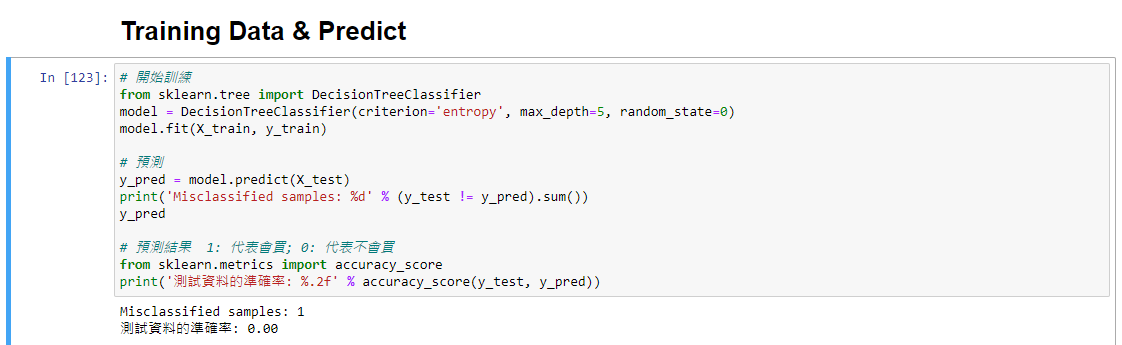 Training Data & Predict
In [123]:
# 開始訓練
from sklearn.tree import DecisionTreeClassifier
model = DecisionTreeClassifier(criterion='entropy', max_depth=5, random_state=0)
model.fit(X_train, y_train)
# 預測
y_pred = model.predict(X_test)
print('Misclassified samples: %d' % (y_test != y_pred).sum())
y_pred
# 預測結果  1: 代表會買; 0: 代表不會買
from sklearn.metrics import accuracy_score
print('測試資料的準確率: %.2f' % accuracy_score(y_test, y_pred))
Misclassified samples: 1
測試資料的準確率: 0.00